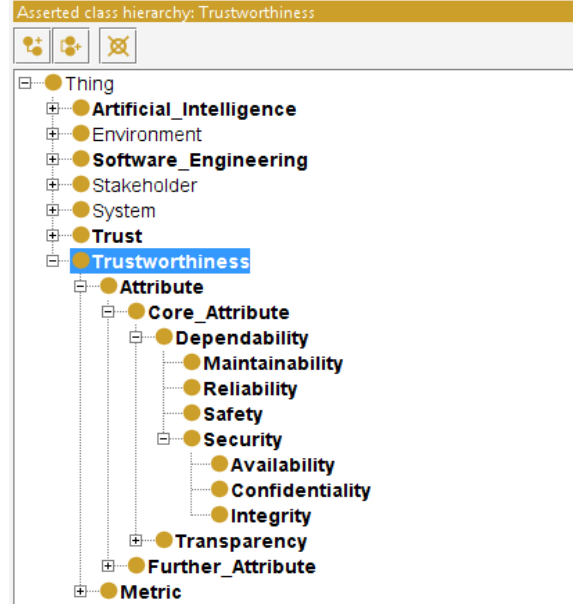 Asserted class hierarchy: Trustworthiness
Thing
Artificial_Intelligence
Environment
Software_Engineering
Stakeholder
System
Trust
Trustworthiness
Attribute
Core_Attribute
Dependability
Maintainability
Reliability
Safety
Security
Availability
Confidentiality
Integrity
Transparency
Further_Attribute
Metric